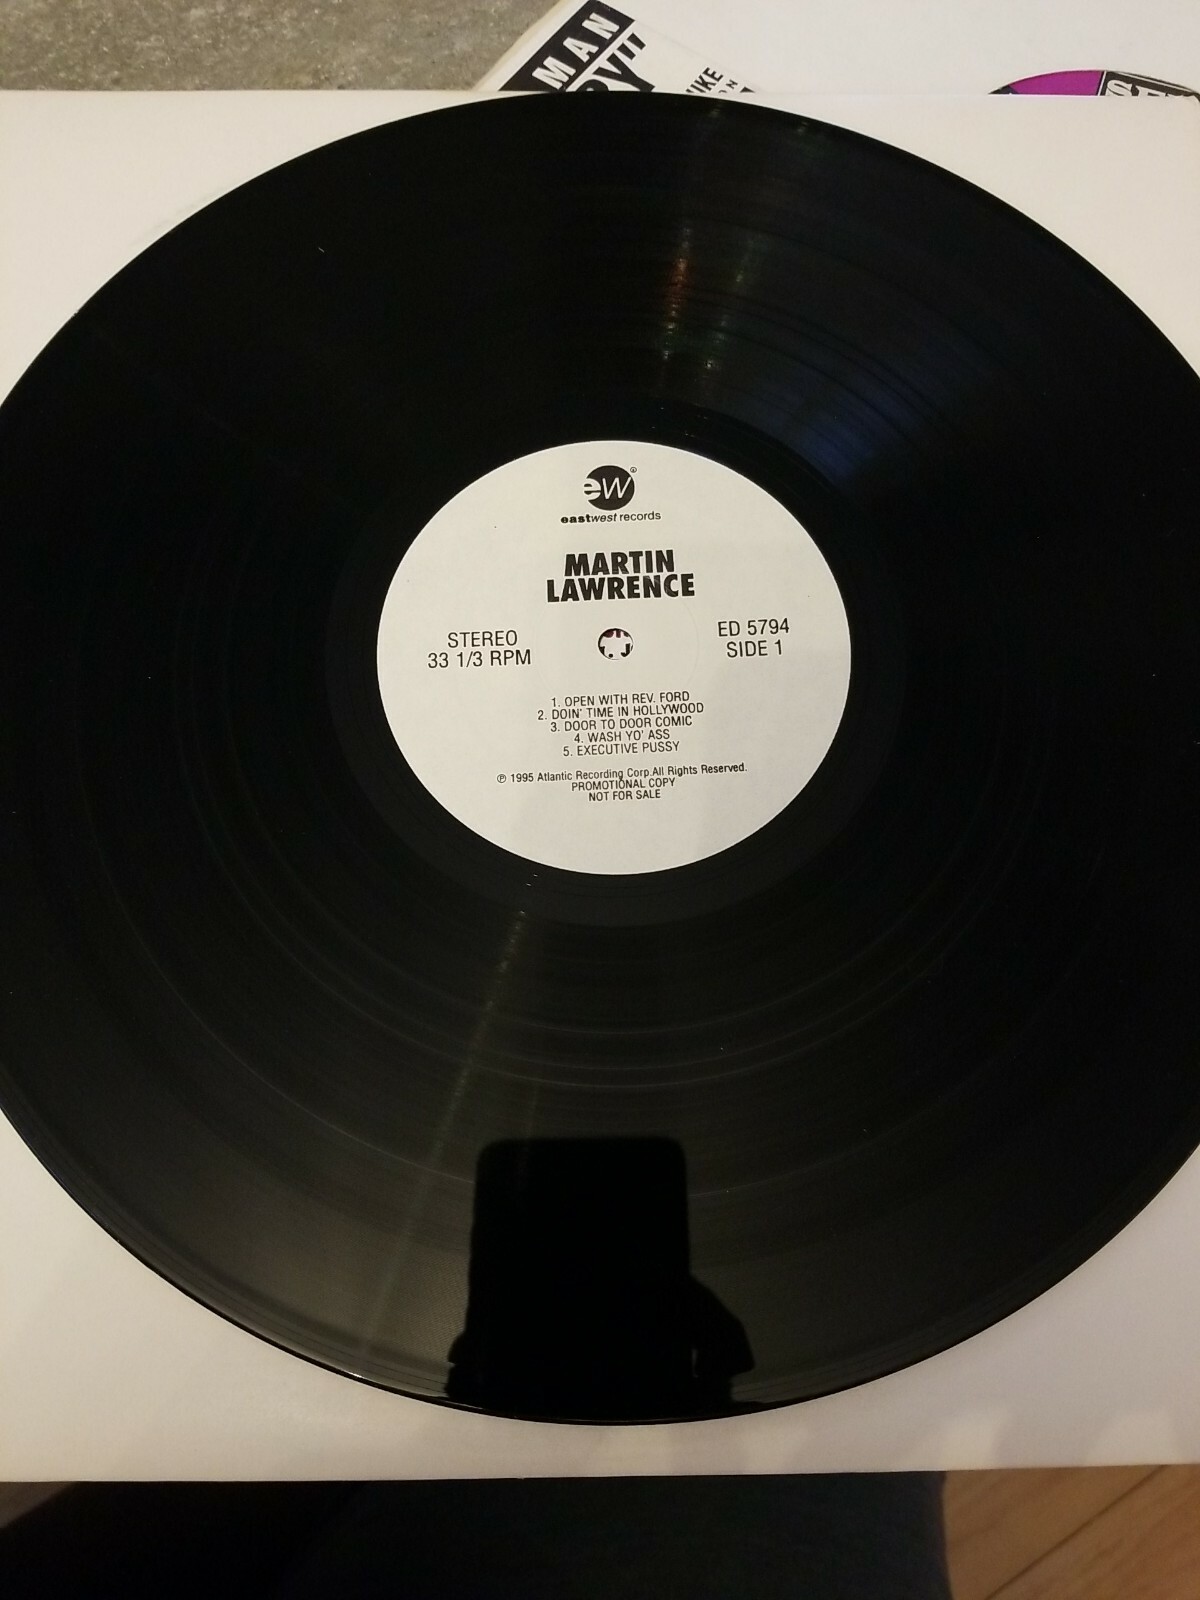 MAN
eW
®
eastwest records
MARTIN
LAWRENCE
STEREO
33 1/3 RPM
ED 5794
SIDE 1
1. OPEN WITH REV. FORD
2. DOIN' TIME IN HOLLYWOOD
3. DOOR TO DOOR COMIC
4. WASH YO' ASS
5. EXECUTIVE PUSSY
℗ 1995 Atlantic Recording Corp.All Rights Reserved.
PROMOTIONAL COPY
NOT FOR SALE